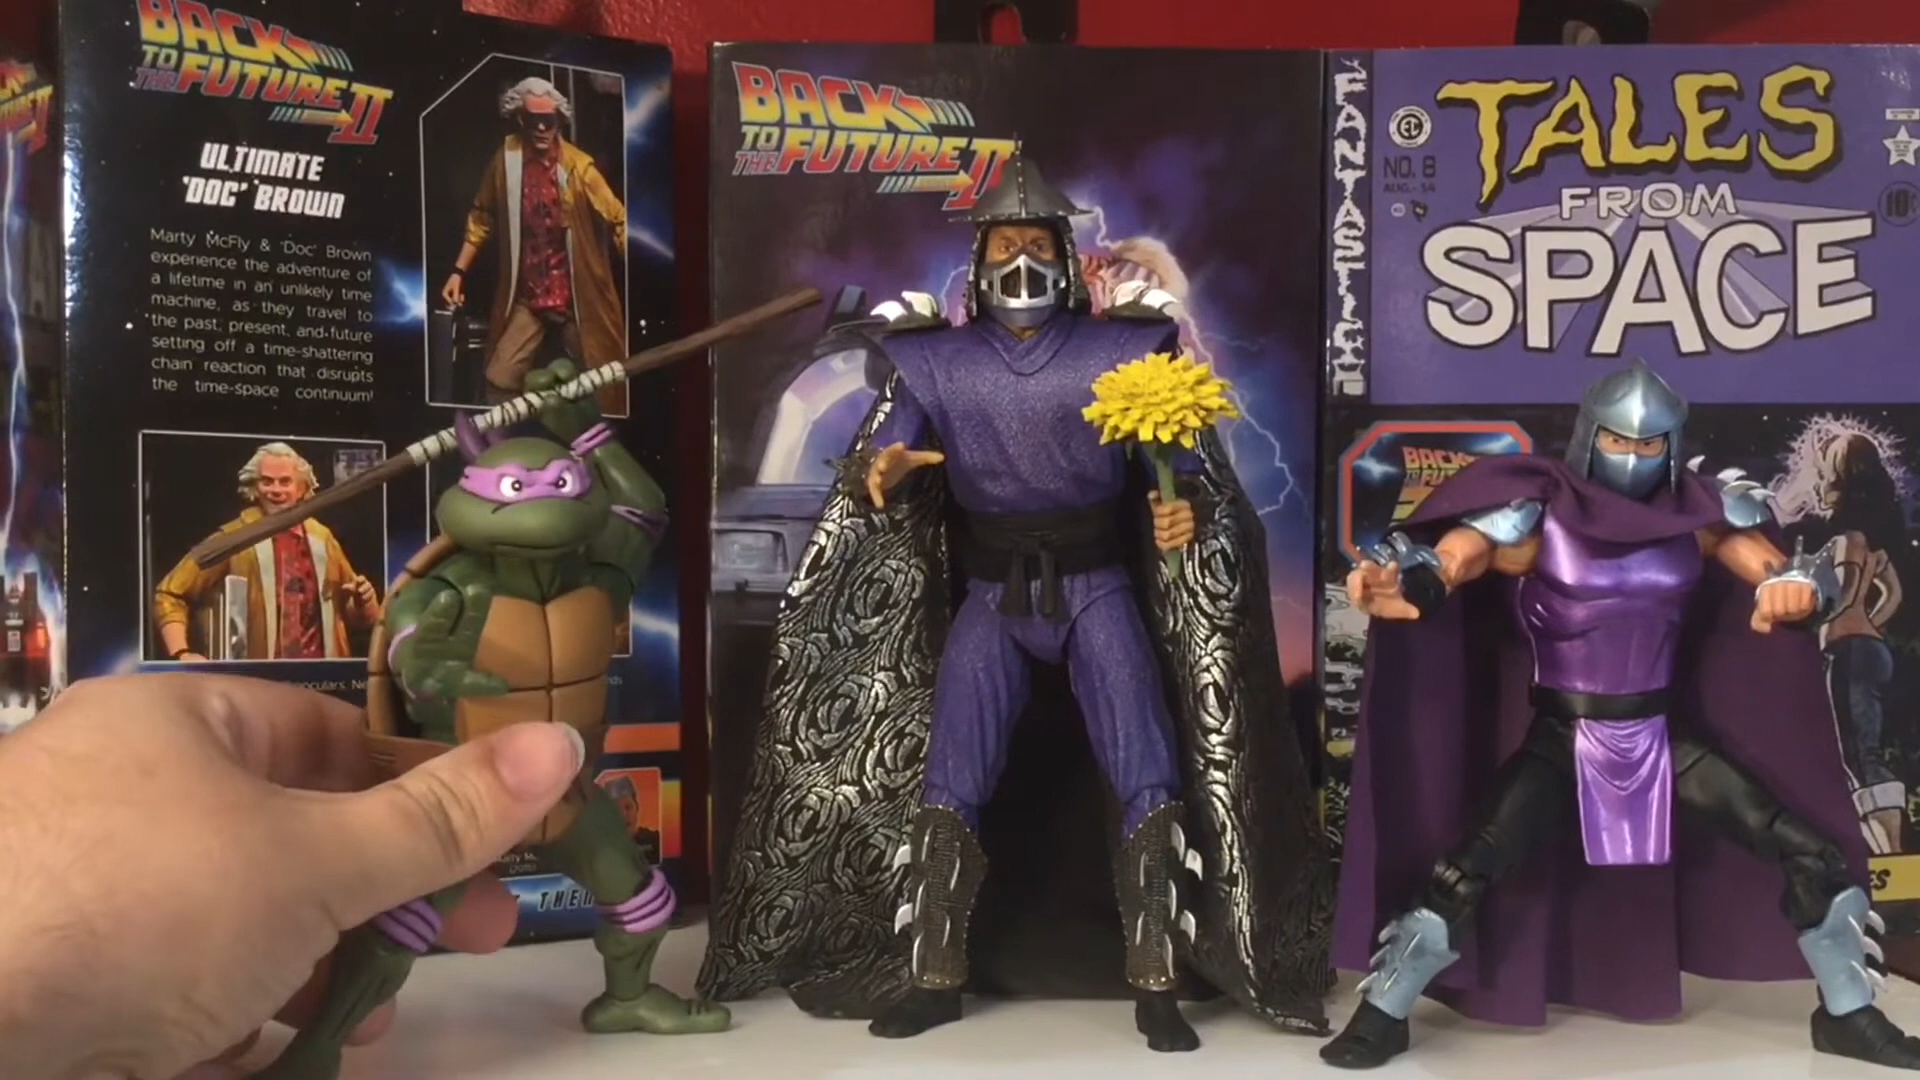 BACK
TO
THE FUTURE II
ULTIMATE
'DOC' BROWN
Marty McFly & 'Doc' Brown
experience the adventure of
a lifetime in an unlikely time
machine, as they travel to
the past, present, and future
setting off a time-shattering
chain reaction that disrupts
the time-space continuum!
BACK
TO
THE FUTURE II
FANTASTIC
EC
NO. 8
AUG.- 54
10¢
TALES
FROM
SPACE
BACK